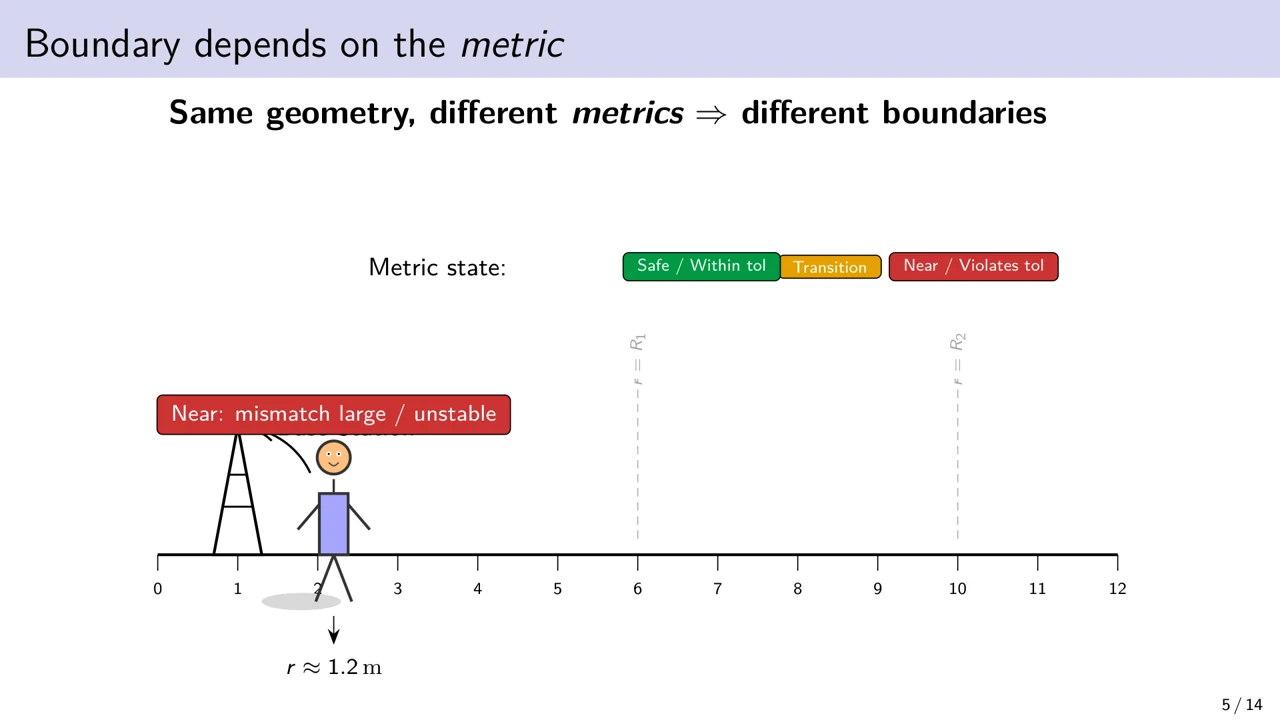 Boundary depends on the metric
Same geometry, different metrics ⇒ different boundaries
Metric state:
Safe / Within tol
Transition
Near / Violates tol
r = R₁
r = R₂
Near: mismatch large / unstable
0 1 2 3 4 5 6 7 8 9 10 11 12
r ≈ 1.2 m
5 / 14